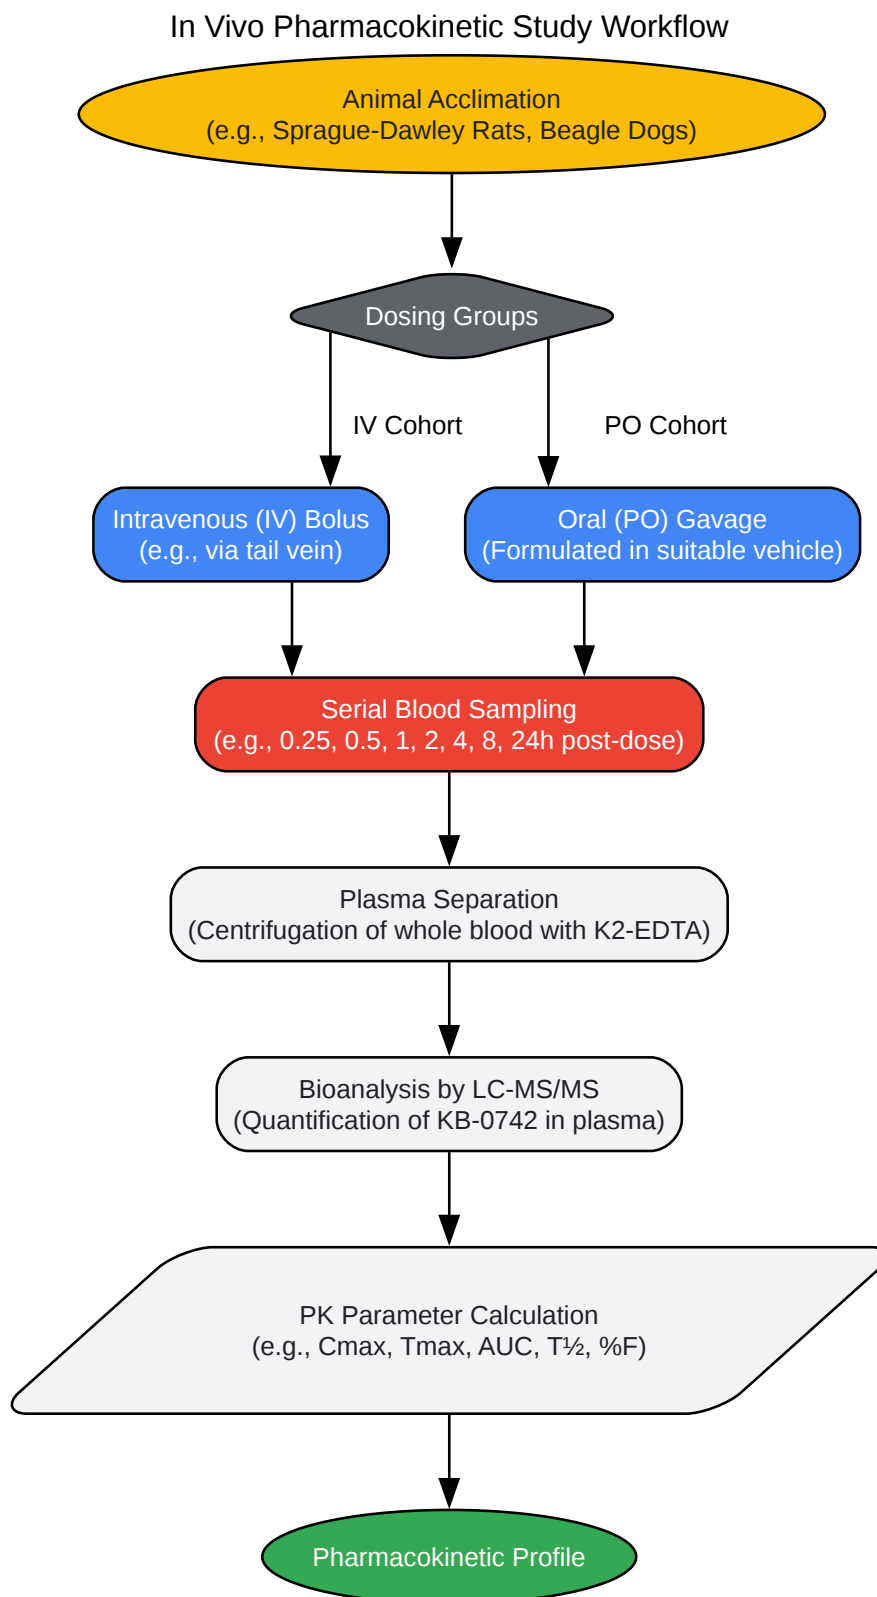 In Vivo Pharmacokinetic Study Workflow
Animal Acclimation
(e.g., Sprague-Dawley Rats, Beagle Dogs)
Dosing Groups
IV Cohort
PO Cohort
Intravenous (IV) Bolus
(e.g., via tail vein)
Oral (PO) Gavage
(Formulated in suitable vehicle)
Serial Blood Sampling
(e.g., 0.25, 0.5, 1, 2, 4, 8, 24h post-dose)
Plasma Separation
(Centrifugation of whole blood with K2-EDTA)
Bioanalysis by LC-MS/MS
(Quantification of KB-0742 in plasma)
PK Parameter Calculation
(e.g., Cmax, Tmax, AUC, T½, %F)
Pharmacokinetic Profile